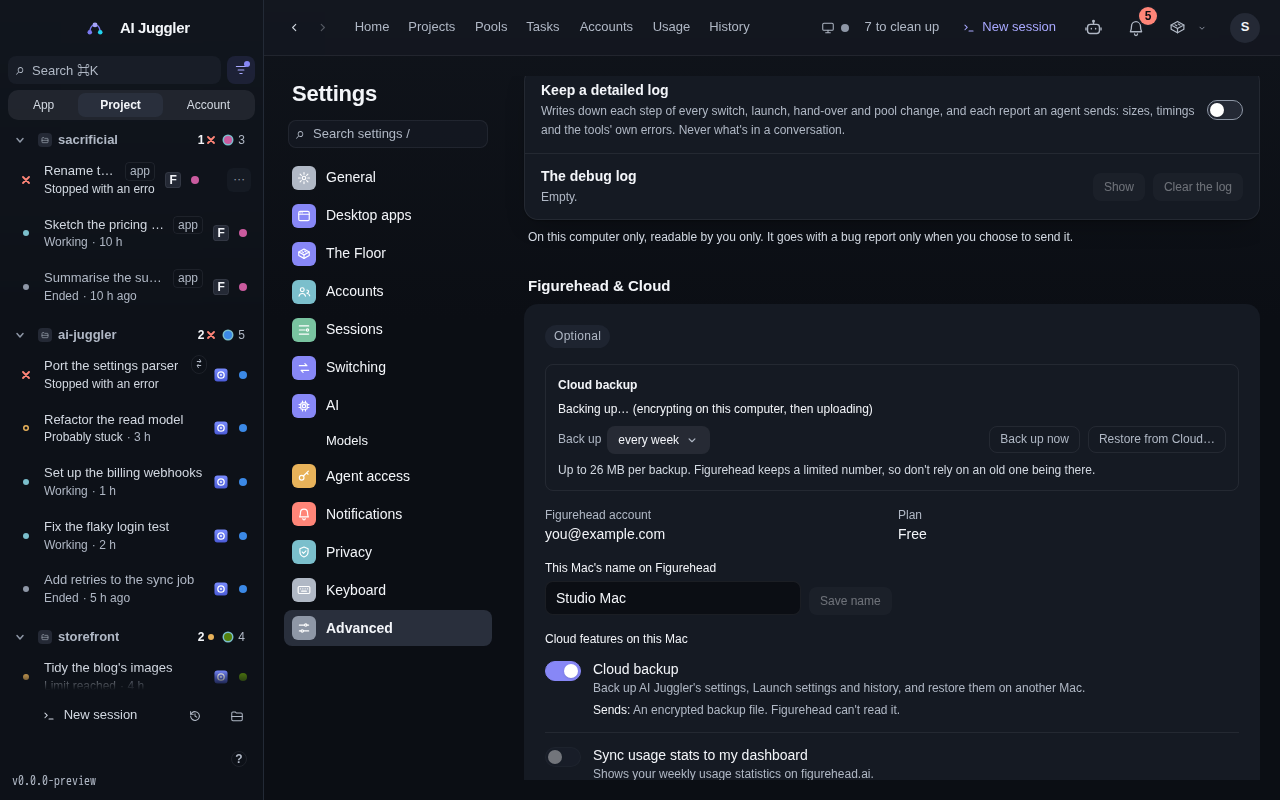 AI Juggler
Search ⌘K
App
Project
Account
sacrificial
1
3
Rename t…
app
F
Stopped with an erro
Sketch the pricing …
app
F
Working · 10 h
Summarise the su…
app
F
Ended · 10 h ago
ai-juggler
2
5
Port the settings parser
Stopped with an error
Refactor the read model
Probably stuck · 3 h
Set up the billing webhooks
Working · 1 h
Fix the flaky login test
Working · 2 h
Add retries to the sync job
Ended · 5 h ago
storefront
2
4
Tidy the blog's images
Limit reached · 4 h
New session
?
v0.0.0-preview
Home
Projects
Pools
Tasks
Accounts
Usage
History
7 to clean up
New session
5
S
Settings
Search settings /
General
Desktop apps
The Floor
Accounts
Sessions
Switching
AI
Models
Agent access
Notifications
Privacy
Keyboard
Advanced
Keep a detailed log
Writes down each step of every switch, launch, hand-over and pool change, and each report an agent sends: sizes, timings
and the tools' own errors. Never what's in a conversation.
The debug log
Empty.
Show
Clear the log
On this computer only, readable by you only. It goes with a bug report only when you choose to send it.
Figurehead & Cloud
Optional
Cloud backup
Backing up… (encrypting on this computer, then uploading)
Back up
every week
Back up now
Restore from Cloud…
Up to 26 MB per backup. Figurehead keeps a limited number, so don't rely on an old one being there.
Figurehead account
Plan
you@example.com
Free
This Mac's name on Figurehead
Studio Mac
Save name
Cloud features on this Mac
Cloud backup
Back up AI Juggler's settings, Launch settings and history, and restore them on another Mac.
Sends: An encrypted backup file. Figurehead can't read it.
Sync usage stats to my dashboard
Shows your weekly usage statistics on figurehead.ai.